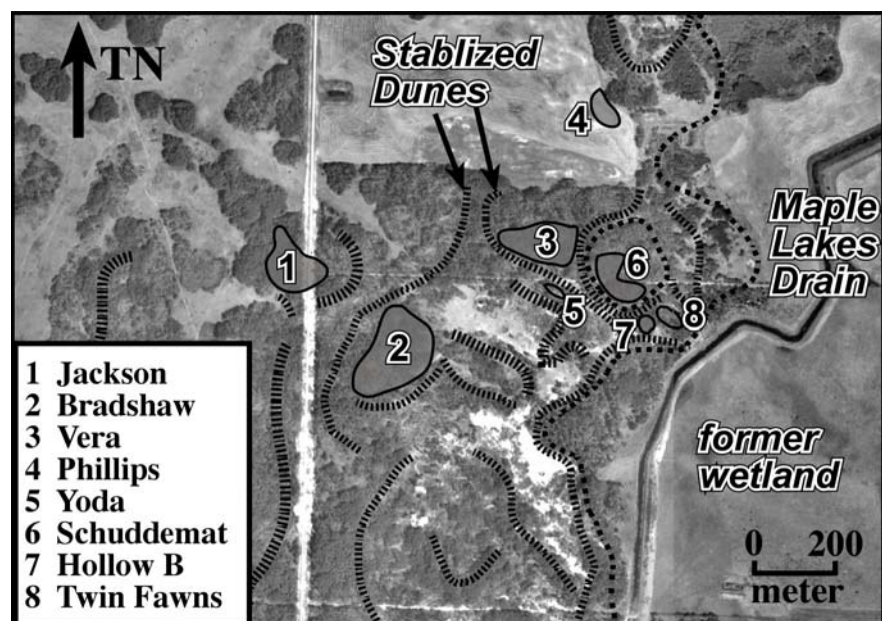 TN
Stablized
Dunes
4
Maple
Lakes
Drain
1
3
6
5
2
7
8
1 Jackson
2 Bradshaw
3 Vera
4 Phillips
5 Yoda
6 Schuddemat
7 Hollow B
8 Twin Fawns
former
wetland
0 200
meter